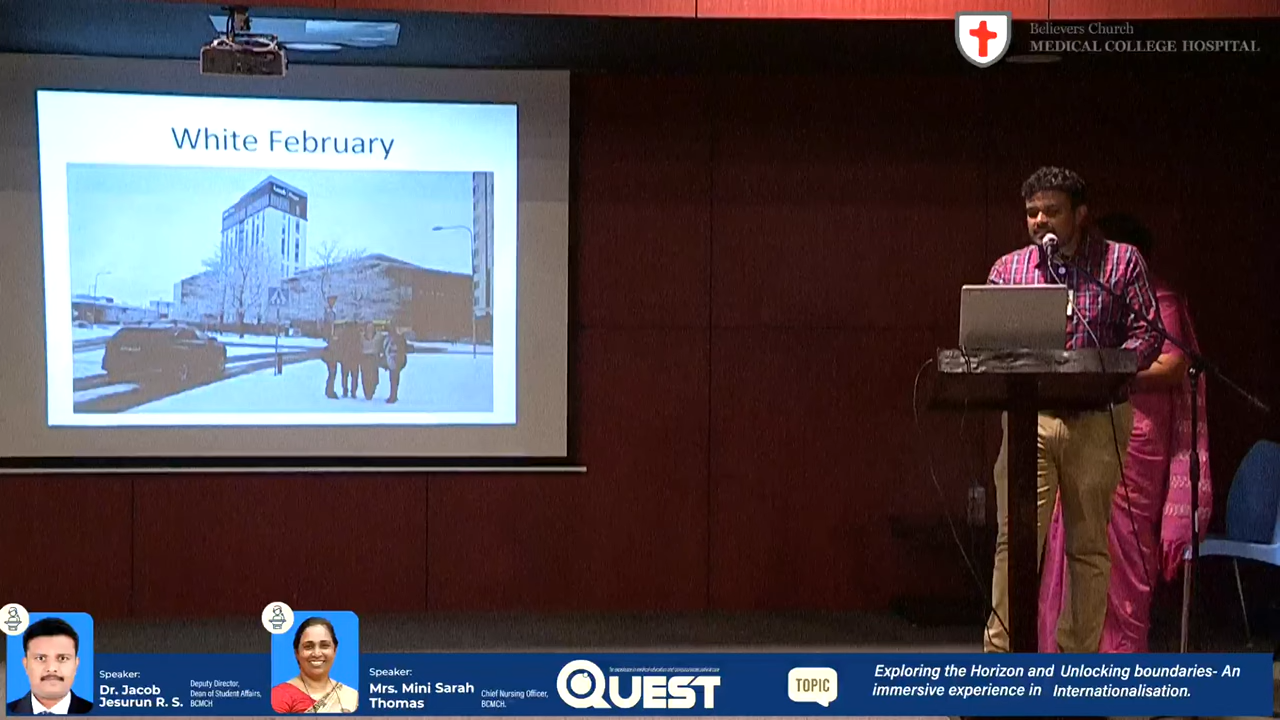 Believers Church
MEDICAL COLLEGE HOSPITAL
White February
Speaker:
Dr. Jacob
Jesurun R. S.
Deputy Director,
Dean of Student Affairs,
BCMCH
Speaker:
Mrs. Mini Sarah
Thomas
Chief Nursing Officer,
BCMCH.
QUEST
TOPIC
Exploring the Horizon and Unlocking boundaries- An
immersive experience in Internationalisation.